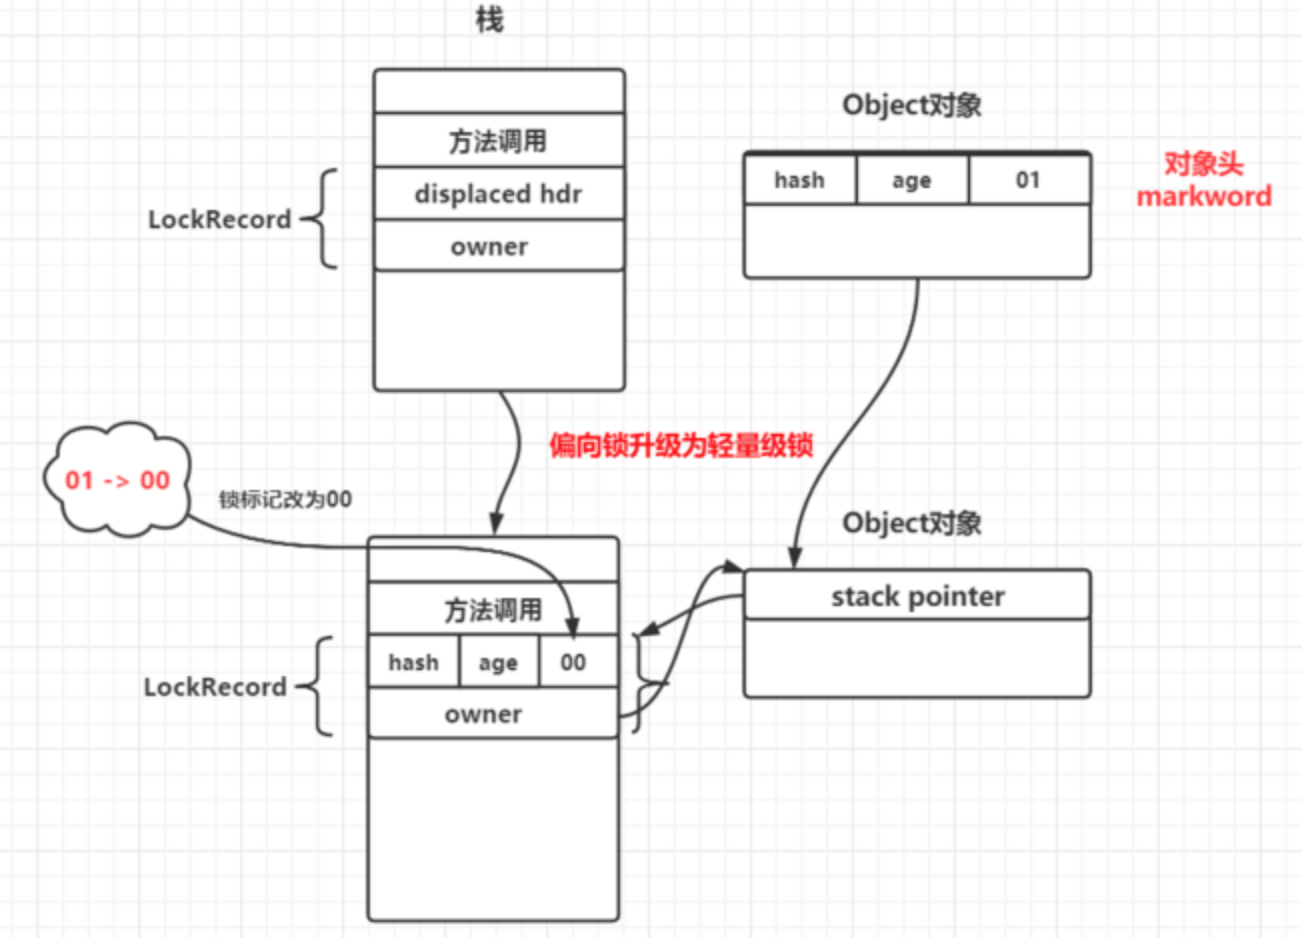 栈
方法调用
displaced hdr
owner
LockRecord
Object对象
hash age 01
对象头
markword
偏向锁升级为轻量级锁
01 -> 00
锁标记改为00
方法调用
hash age 00
owner
LockRecord
Object对象
stack pointer